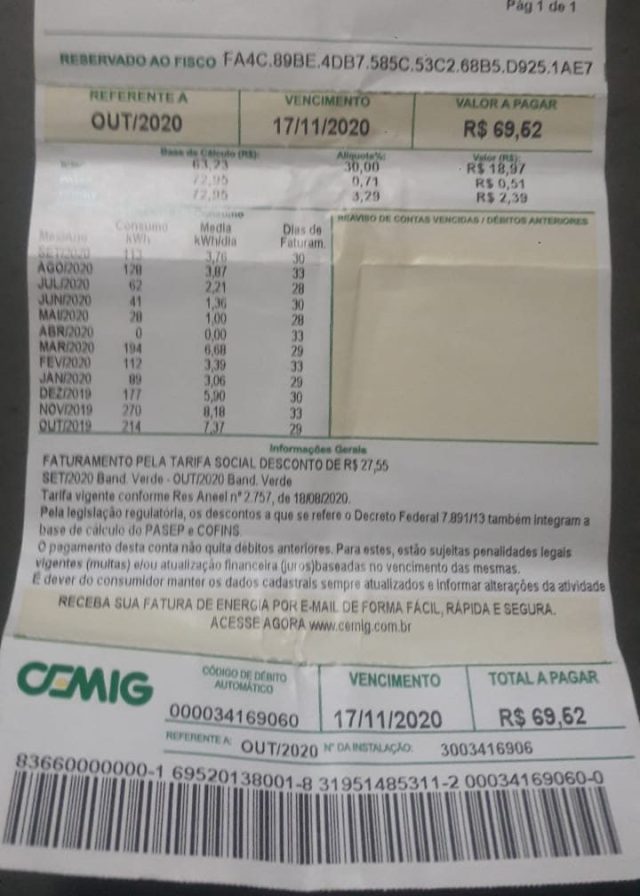 Pág 1 de 1
RESERVADO AO FISCO FA4C.89BE.4DB7.585C.53C2.68B5.D925.1AE7
REFERENTE A VENCIMENTO VALOR A PAGAR
OUT/2020 17/11/2020 R$ 69,52
Base de Cálculo (R$): Alíquota%: Valor (R$):
63,23 30,00 R$ 18,97
72,95 0,71 R$ 0,51
72,95 3,29 R$ 2,39
REAVISO DE CONTAS VENCIDAS / DÉBITOS ANTERIORES
Consumo
Consumo Media Dias de
kWh kWh/dia Faturam.
SET/2020 113 3,76 30
AGO/2020 128 3,87 33
JUL/2020 62 2,21 28
JUN/2020 41 1,36 30
MAI/2020 28 1,00 28
ABR/2020 0 0,00 33
MAR/2020 194 6,68 29
FEV/2020 112 3,39 33
JAN/2020 89 3,06 29
DEZ/2019 177 5,90 30
NOV/2019 270 8,18 33
OUT/2019 214 7,37 29
Informações Gerais
FATURAMENTO PELA TARIFA SOCIAL DESCONTO DE R$ 27,55
SET/2020 Band. Verde - OUT/2020 Band. Verde
Tarifa vigente conforme Res Aneel nº 2.757, de 18/08/2020.
Pela legislação regulatória, os descontos a que se refere o Decreto Federal 7.891/13 também integram a
base de cálculo do PASEP e COFINS.
O pagamento desta conta não quita débitos anteriores. Para estes, estão sujeitas penalidades legais
vigentes (multas) e/ou atualização financeira (juros)baseadas no vencimento das mesmas.
É dever do consumidor manter os dados cadastrais sempre atualizados e informar alterações da atividade
RECEBA SUA FATURA DE ENERGIA POR E-MAIL DE FORMA FÁCIL, RÁPIDA E SEGURA.
ACESSE AGORA www.cemig.com.br
CEMIG
CÓDIGO DE DÉBITO
AUTOMÁTICO
VENCIMENTO TOTAL A PAGAR
000034169060 17/11/2020 R$ 69,52
REFERENTE A: OUT/2020 Nº DA INSTALAÇÃO: 3003416906
83660000000-1 69520138001-8 31951485311-2 00034169060-0